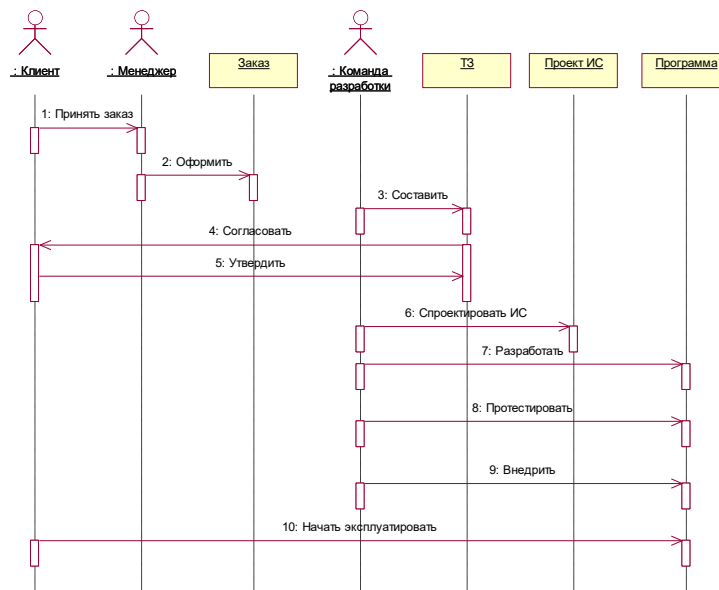 : Клиент
: Менеджер
Заказ
: Команда
разработки
ТЗ
Проект ИС
Программа
1: Принять заказ
2: Оформить
3: Составить
4: Согласовать
5: Утвердить
6: Спроектировать ИС
7: Разработать
8: Протестировать
9: Внедрить
10: Начать эксплуатировать